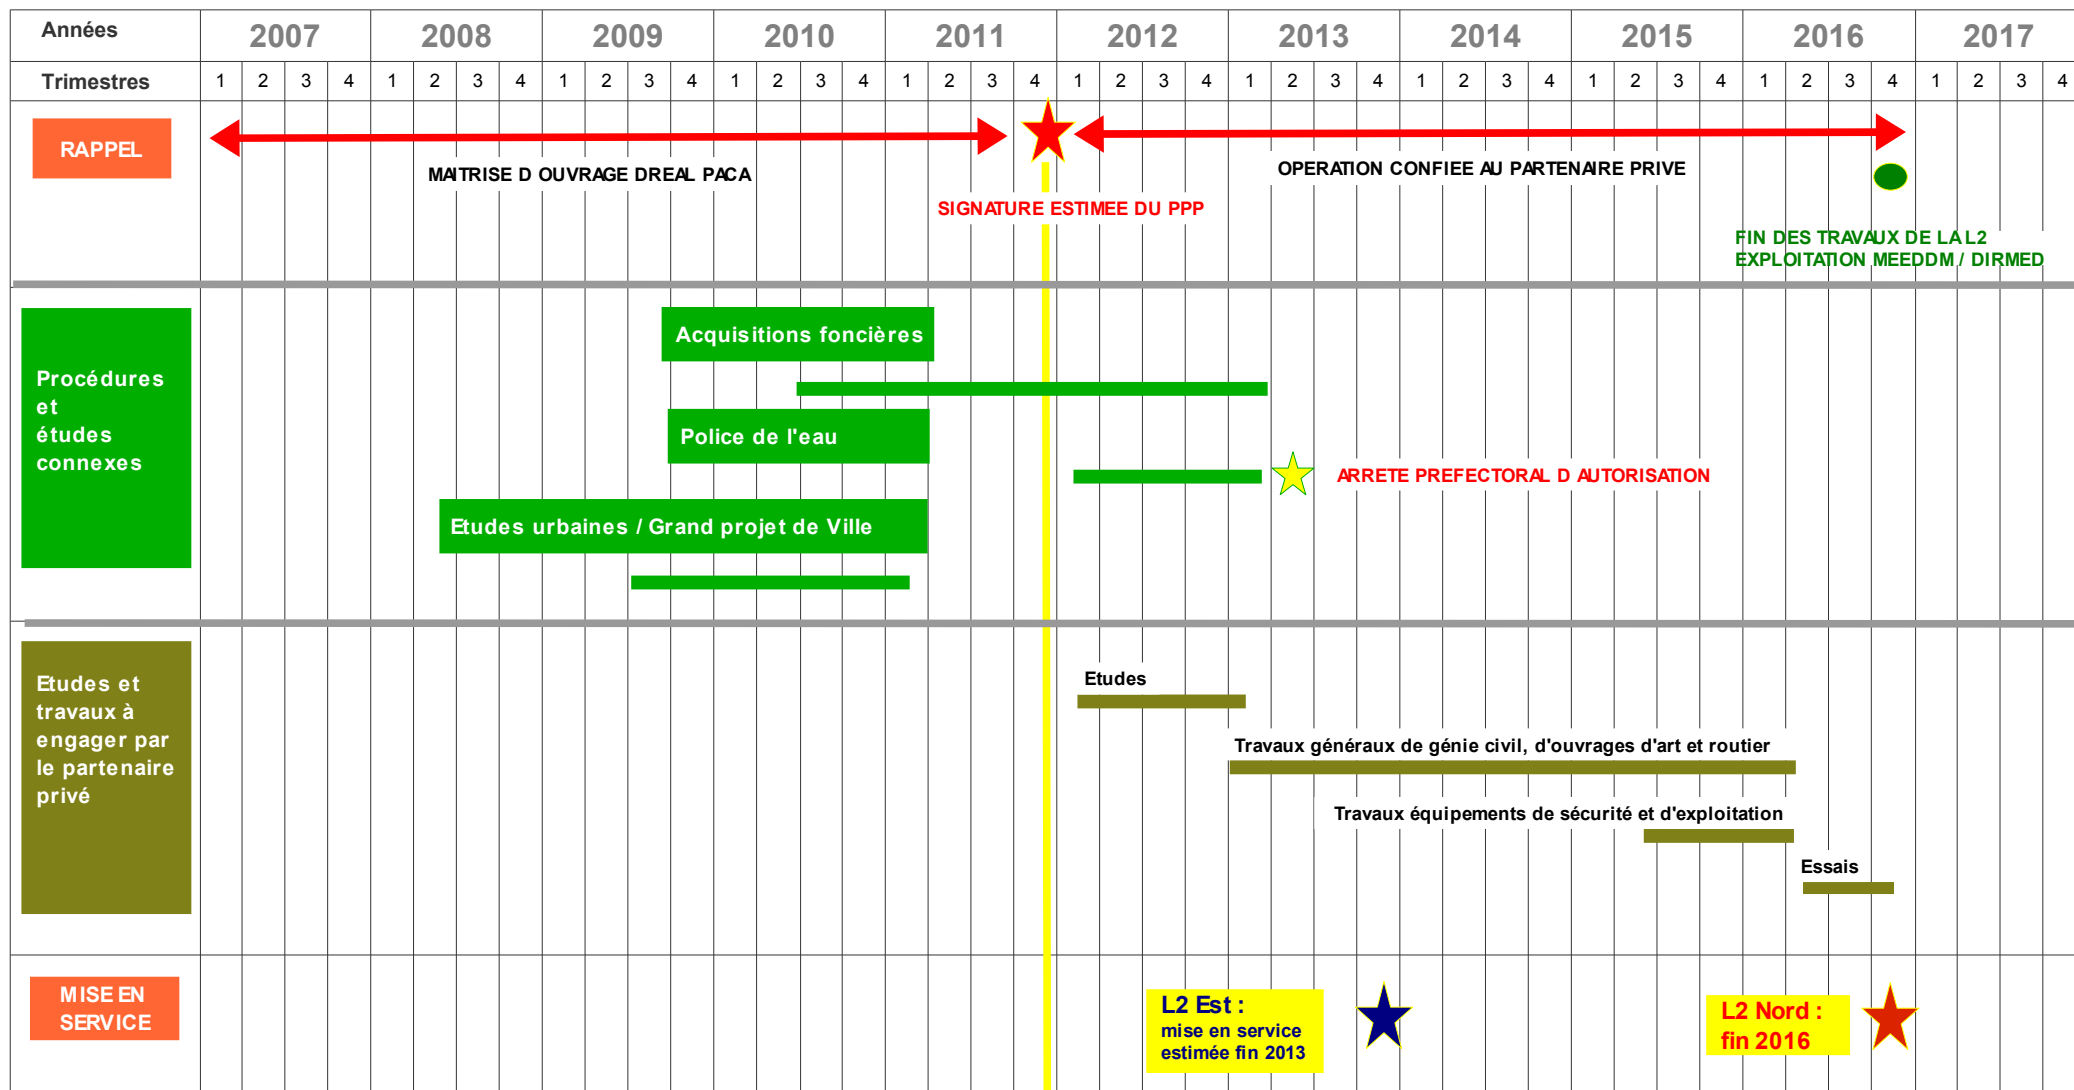 Années 2007 2008 2009 2010 2011 2012 2013 2014 2015 2016 2017
Trimestres 1 2 3 4 1 2 3 4 1 2 3 4 1 2 3 4 1 2 3 4 1 2 3 4 1 2 3 4 1 2 3 4 1 2 3 4 1 2 3 4 1 2 3 4
RAPPEL
MAITRISE D OUVRAGE DREAL PACA
OPERATION CONFIEE AU PARTENAIRE PRIVE
SIGNATURE ESTIMEE DU PPP
FIN DES TRAVAUX DE LA L2
EXPLOITATION MEEDDM / DIRMED
Procédures
et
études
connexes
Acquisitions foncières
Police de l'eau
ARRETE PREFECTORAL D AUTORISATION
Etudes urbaines / Grand projet de Ville
Etudes et
travaux à
engager par
le partenaire
privé
Etudes
Travaux généraux de génie civil, d'ouvrages d'art et routier
Travaux équipements de sécurité et d'exploitation
Essais
MISE EN
SERVICE
L2 Est :
mise en service
estimée fin 2013
L2 Nord :
fin 2016